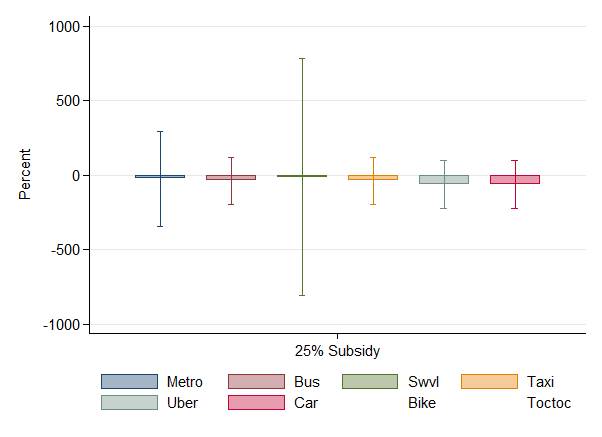 1000
500
0
-500
-1000
Percent
25% Subsidy
Metro Bus Swvl Taxi
Uber Car Bike Toctoc